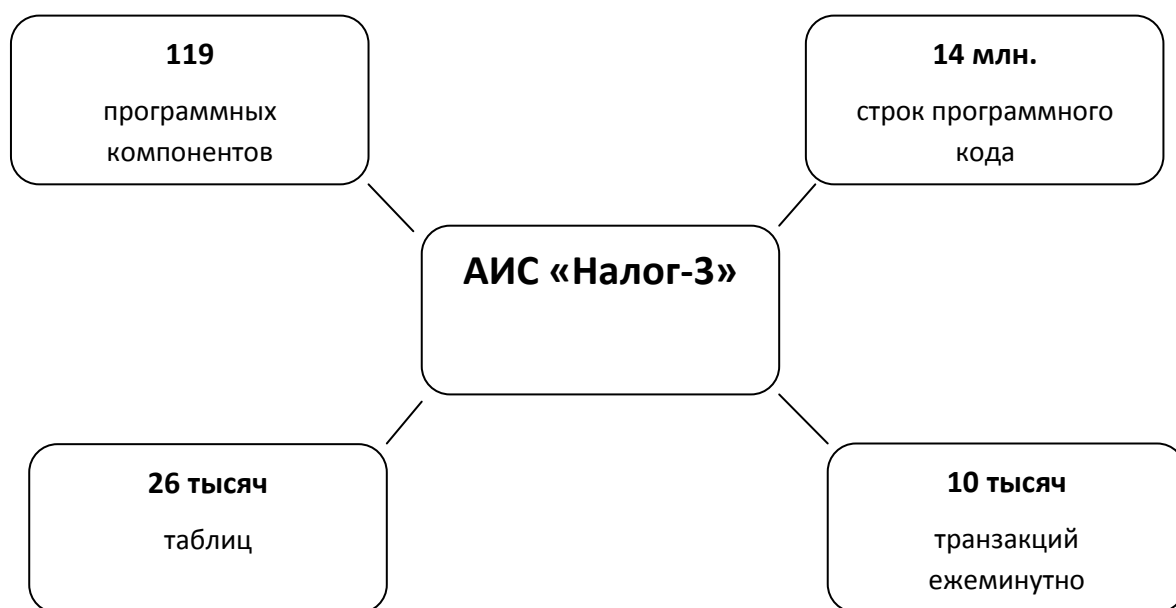 119
программных
компонентов
14 млн.
строк программного
кода
АИС «Налог-3»
26 тысяч
таблиц
10 тысяч
транзакций
ежеминутно